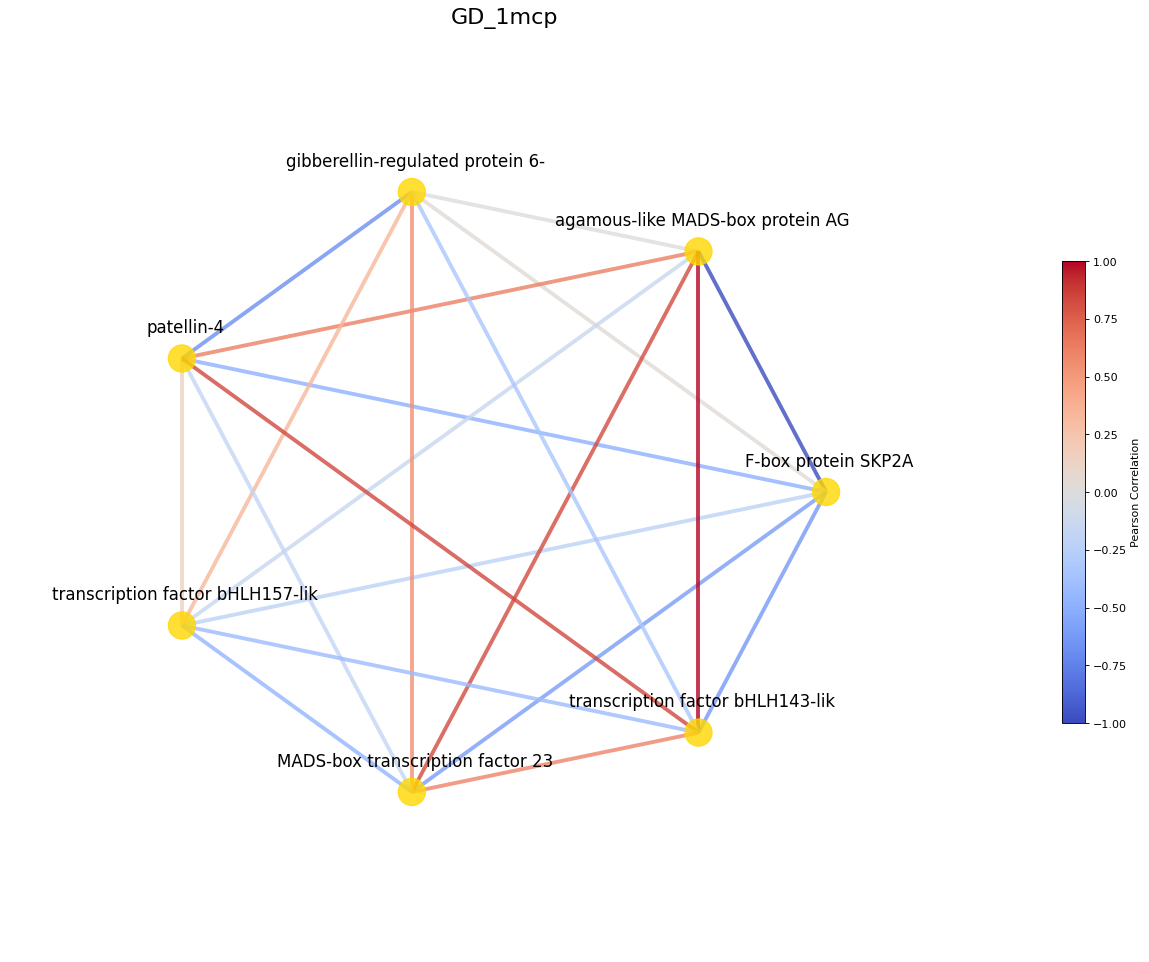 GD_1mcp
gibberellin-regulated protein 6-
agamous-like MADS-box protein AG
patellin-4
F-box protein SKP2A
transcription factor bHLH157-lik
transcription factor bHLH143-lik
MADS-box transcription factor 23
1.00
0.75
0.50
0.25
0.00
−0.25
−0.50
−0.75
−1.00
Pearson Correlation